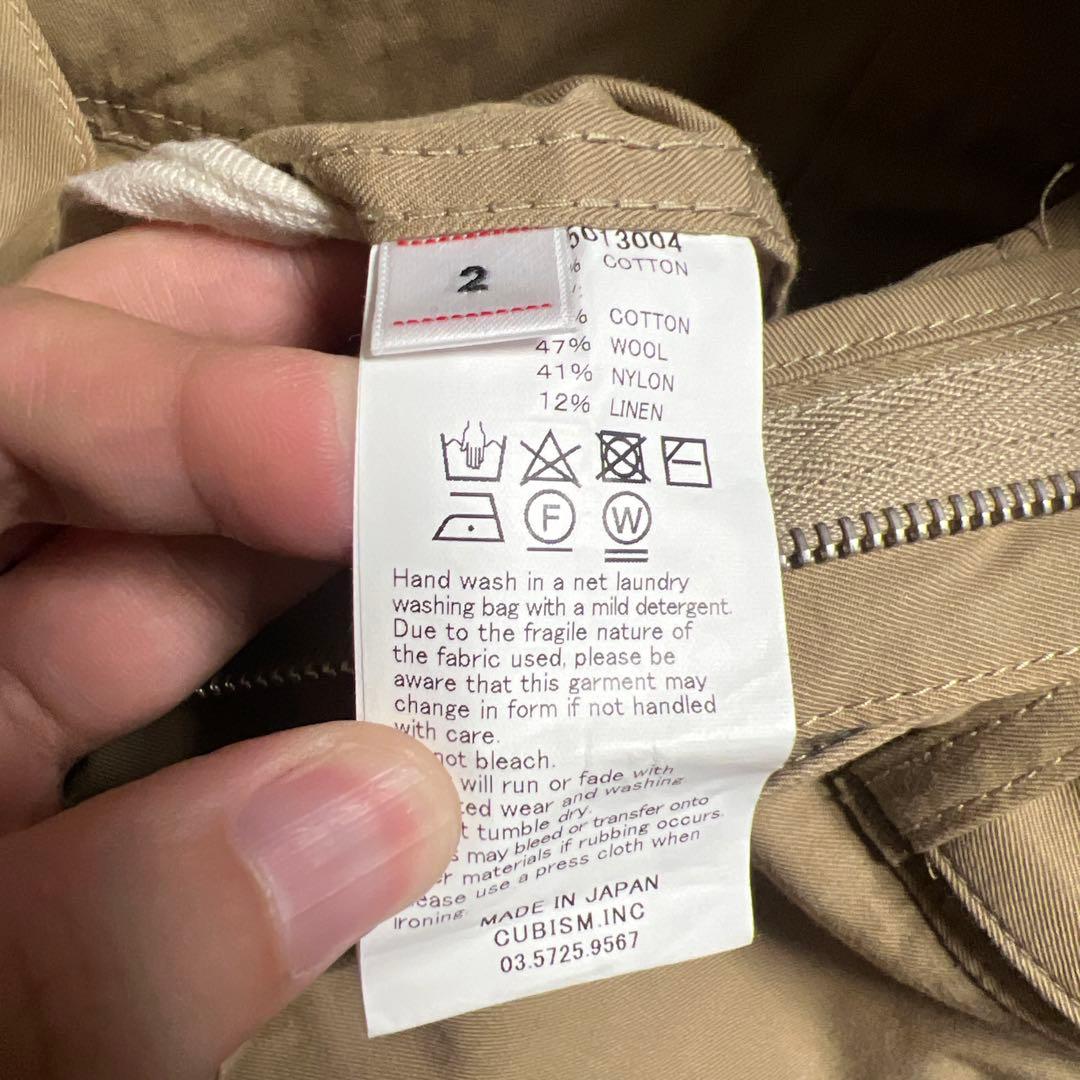 2
5013004
% COTTON
% COTTON
47% WOOL
41% NYLON
12% LINEN
F
W
Hand wash in a net laundry
washing bag with a mild detergent.
Due to the fragile nature of
the fabric used, please be
aware that this garment may
change in form if not handled
with care.
not bleach.
will run or fade with
ted wear and washing
t tumble dry.
s may bleed or transfer onto
r materials if rubbing occurs.
ease use a press cloth when
Ironing.
MADE IN JAPAN
CUBISM.INC
03.5725.9567